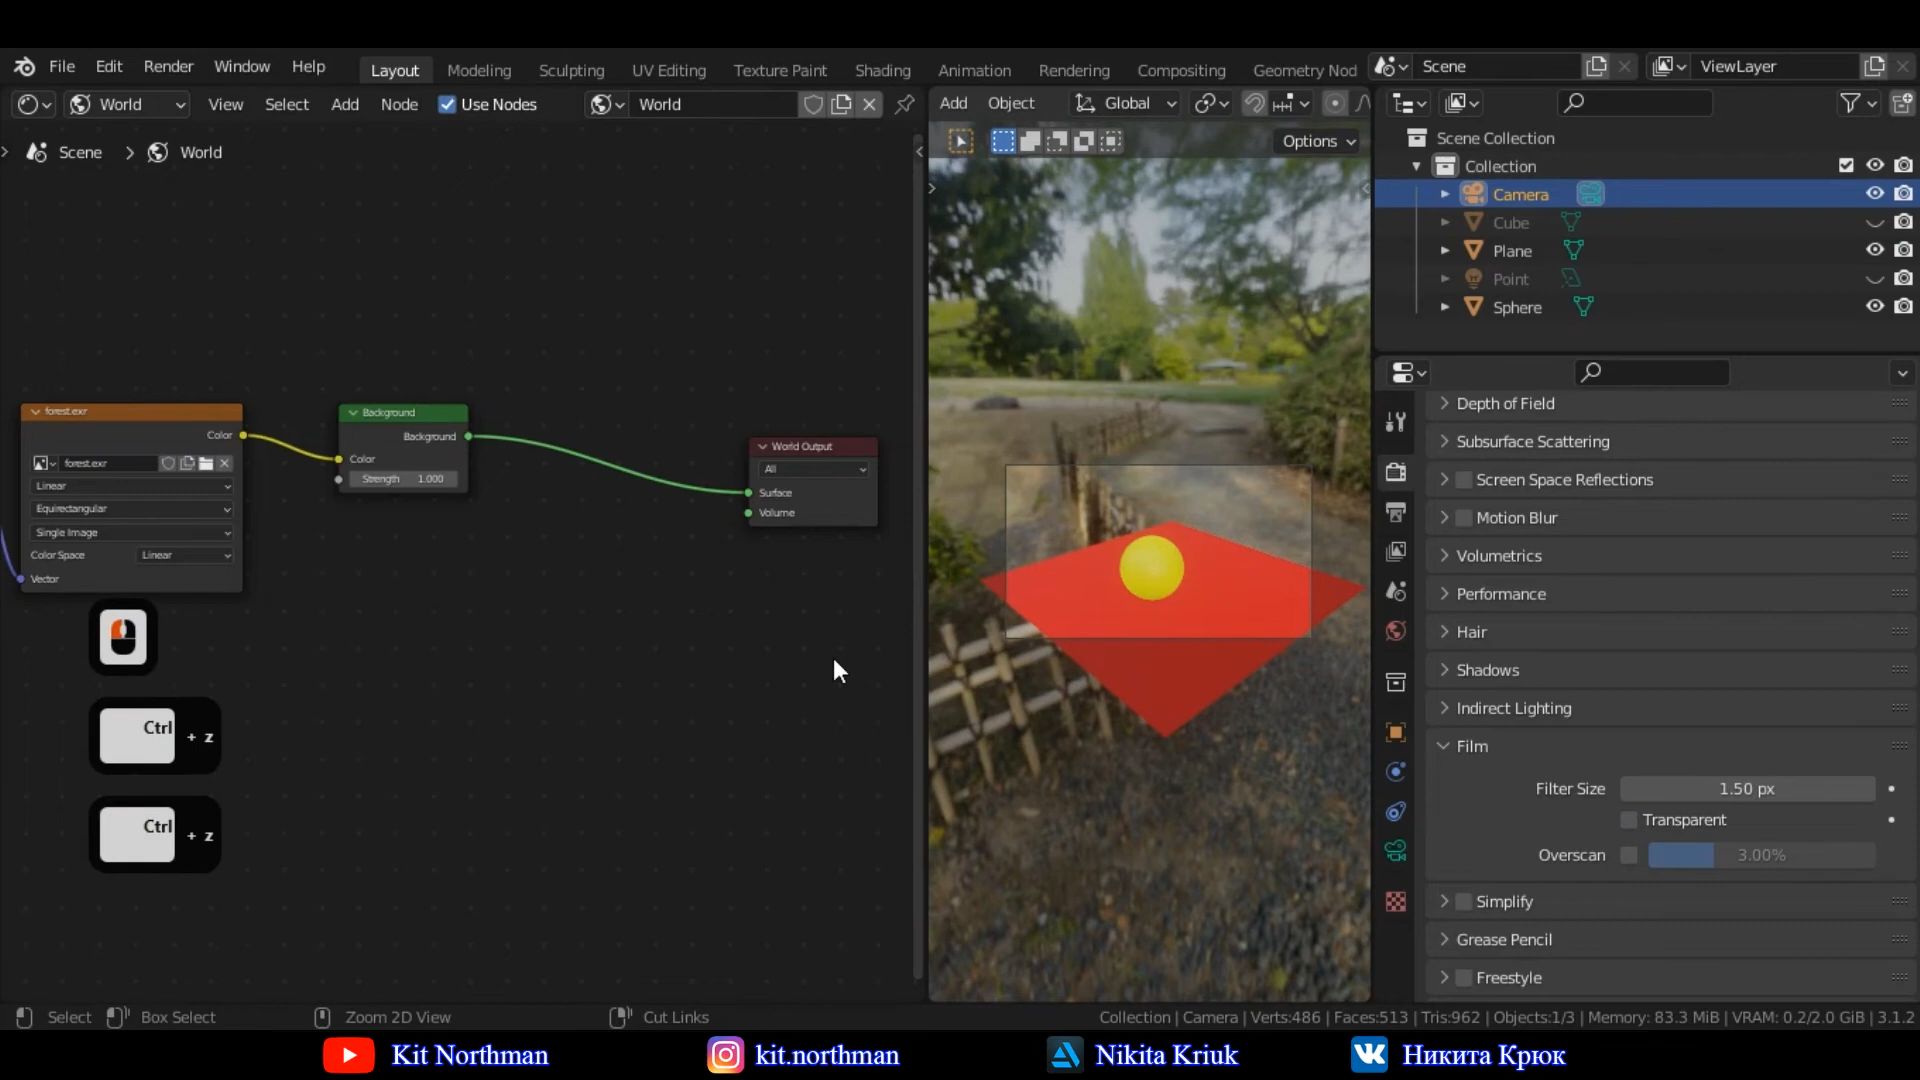 File Edit Render Window Help Layout Modeling Sculpting UV Editing Texture Paint Shading Animation Rendering Compositing Geometry Nod Scene ViewLayer
World View Select Add Node Use Nodes World Add Object Global
Options
Scene > World
Scene Collection
Collection
Camera
Cube
Plane
Point
Sphere
forest.exr
Color
forest.exr
Linear
Equirectangular
Single Image
Color Space Linear
Vector
Background
Background
Color
Strength 1.000
World Output
All
Surface
Volume
Ctrl + z
Ctrl + z
Depth of Field
Subsurface Scattering
Screen Space Reflections
Motion Blur
Volumetrics
Performance
Hair
Shadows
Indirect Lighting
Film
Filter Size 1.50 px
Transparent
Overscan 3.00%
Simplify
Grease Pencil
Freestyle
Select Box Select Zoom 2D View Cut Links Collection | Camera | Verts:486 | Faces:513 | Tris:962 | Objects:1/3 | Memory: 83.3 MiB | VRAM: 0.2/2.0 GiB | 3.1.2
Kit Northman kit.northman Nikita Kriuk Никита Крюк